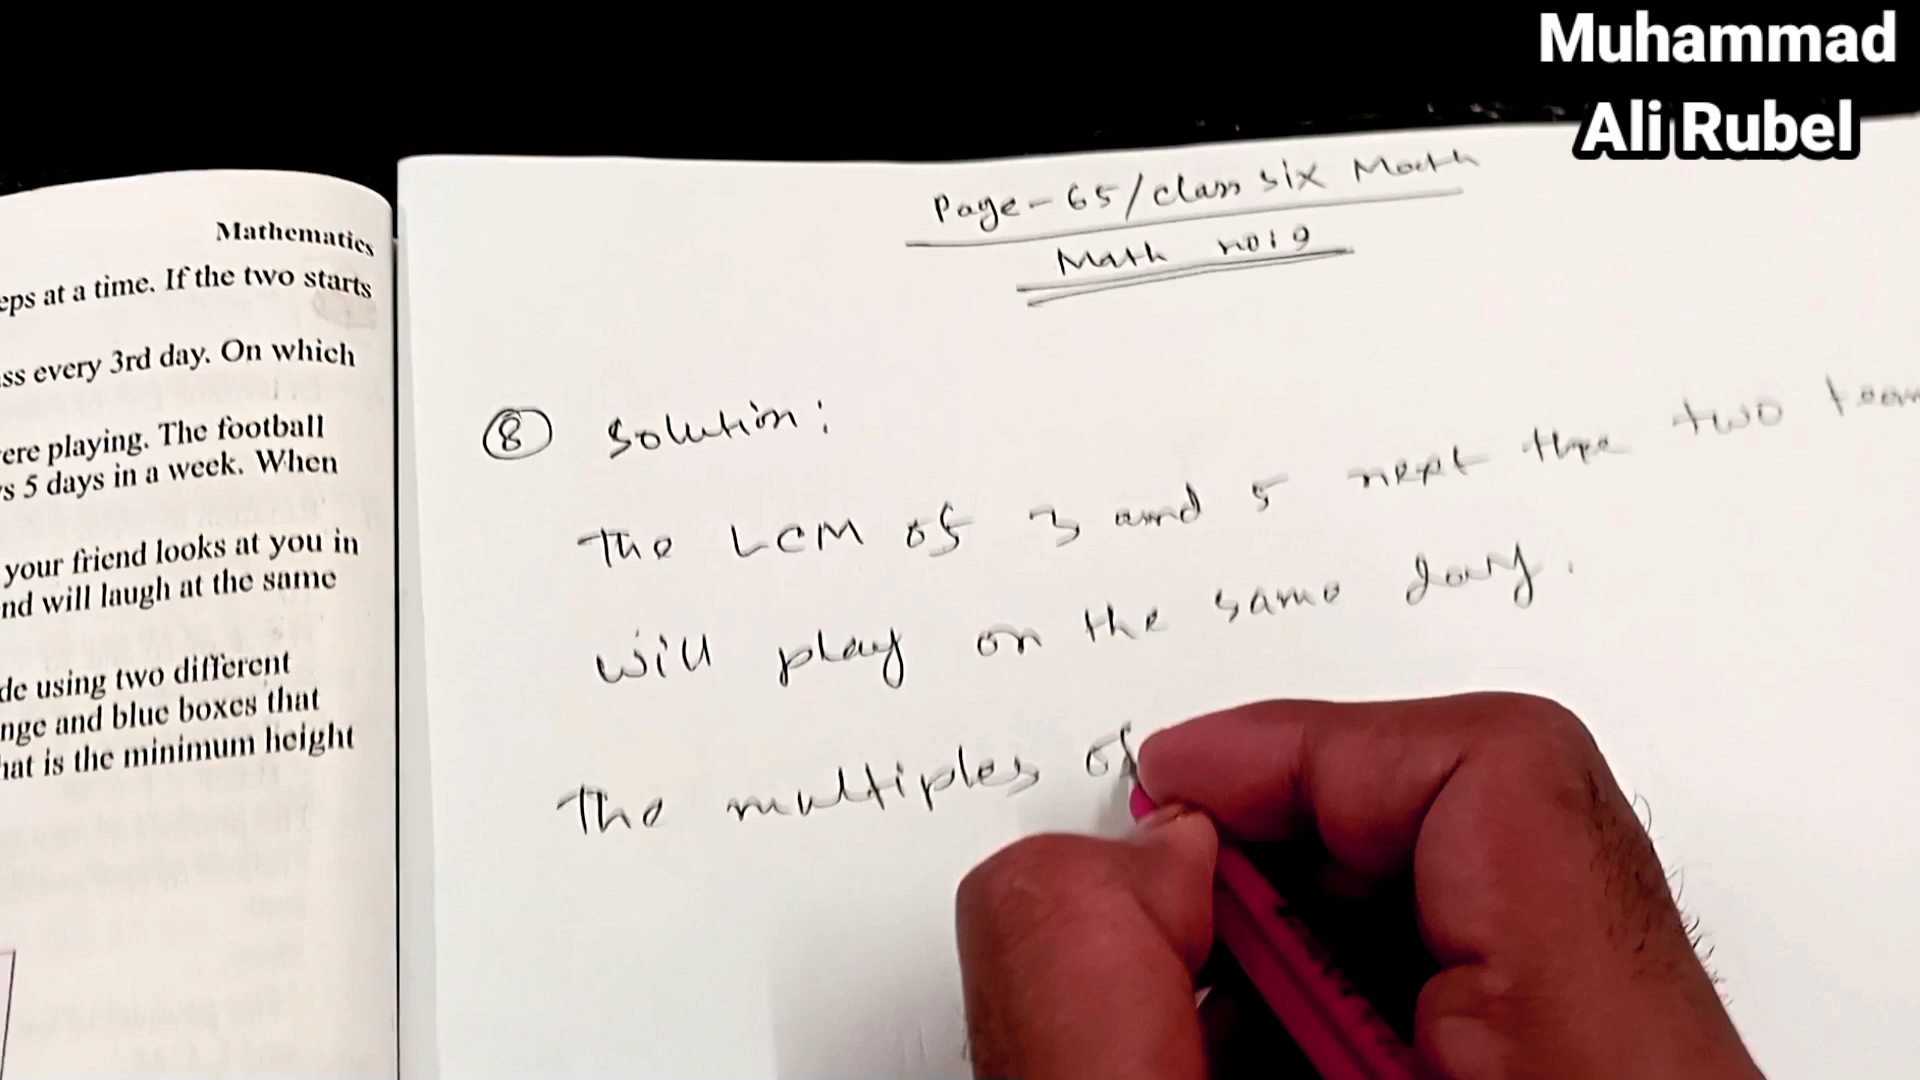 Muhammad
Ali Rubel
Mathematics
eps at a time. If the two starts
ss every 3rd day. On which
ere playing. The football
s 5 days in a week. When
your friend looks at you in
nd will laugh at the same
de using two different
nge and blue boxes that
hat is the minimum height
Page-65/class six Math
Math no:9
8 Solution:
The LCM of 3 and 5 next the two team
will play on the same day.
The multiples of